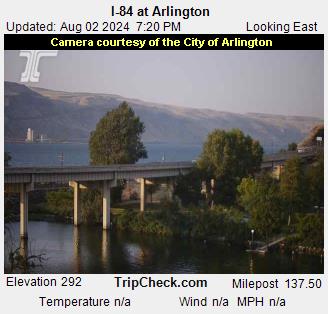 I-84 at Arlington
Updated: Aug 02 2024 7:20 PM Looking East
Camera courtesy of the City of Arlington
Elevation 292 TripCheck.com Milepost 137.50
Temperature n/a Wind n/a MPH n/a